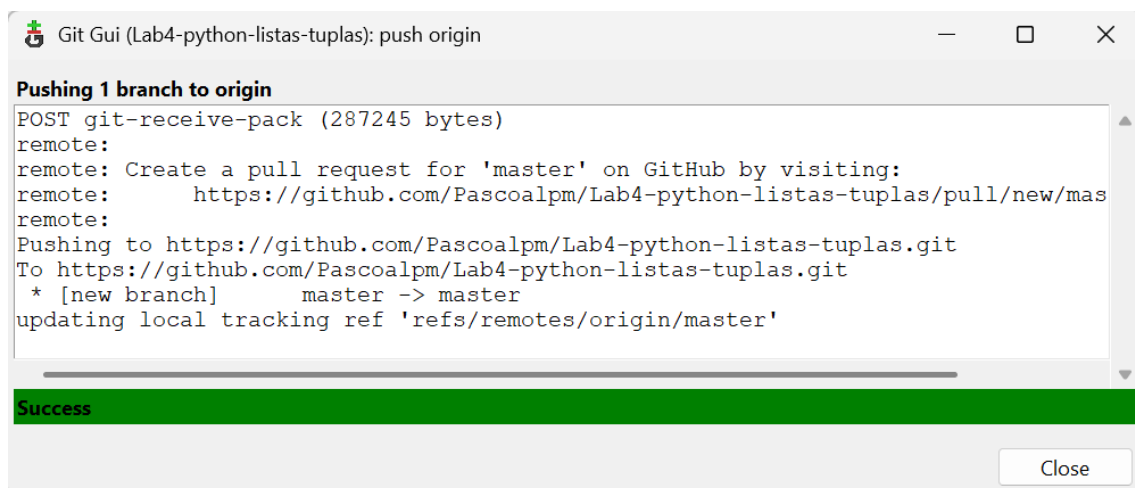 Git Gui (Lab4-python-listas-tuplas): push origin
Pushing 1 branch to origin
POST git-receive-pack (287245 bytes)
remote:
remote: Create a pull request for 'master' on GitHub by visiting:
remote:      https://github.com/Pascoalpm/Lab4-python-listas-tuplas/pull/new/mas
remote:
Pushing to https://github.com/Pascoalpm/Lab4-python-listas-tuplas.git
To https://github.com/Pascoalpm/Lab4-python-listas-tuplas.git
 * [new branch]      master -> master
updating local tracking ref 'refs/remotes/origin/master'
Success
Close